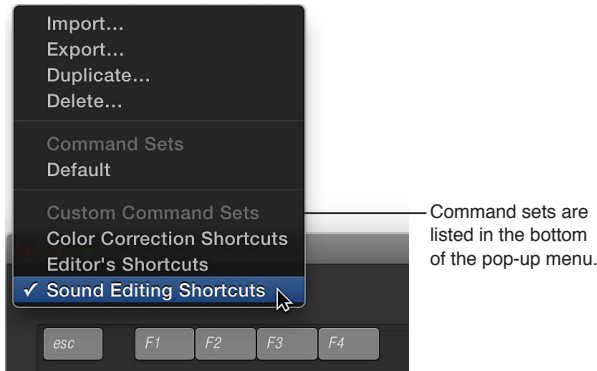 Import…
Export…
Duplicate…
Delete…
Command Sets
Default
Custom Command Sets
Color Correction Shortcuts
Editor's Shortcuts
✓ Sound Editing Shortcuts
Command sets are
listed in the bottom
of the pop-up menu.
esc
F1
F2
F3
F4